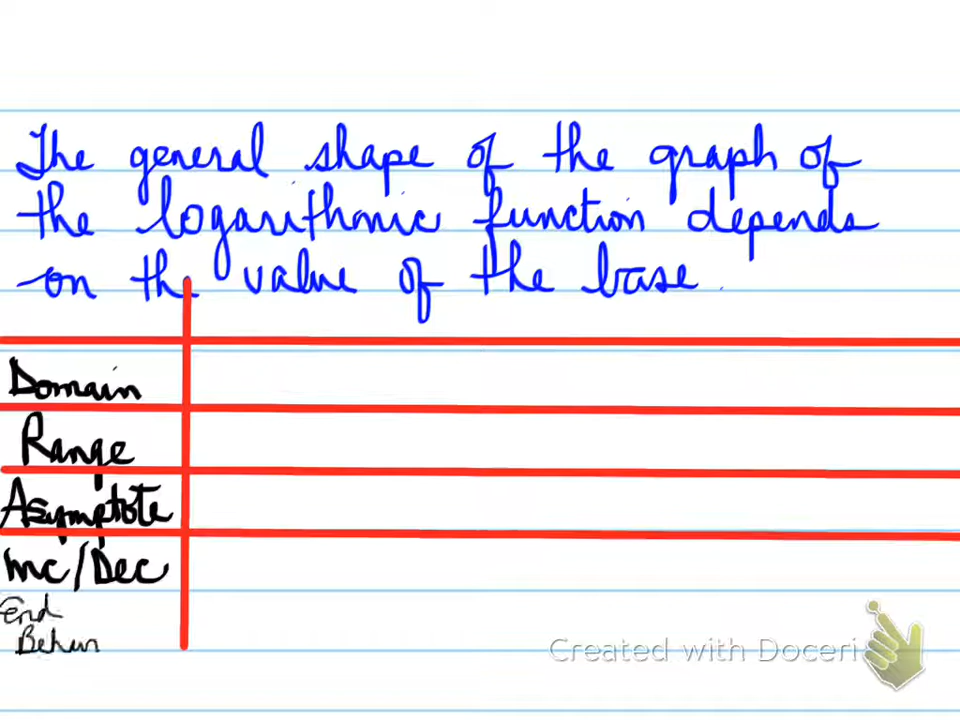 The general shape of the graph of
the logarithmic function depends
on the value of the base.
Domain
Range
Asymptote
Inc/Dec
End
Behav
Created with Doceri